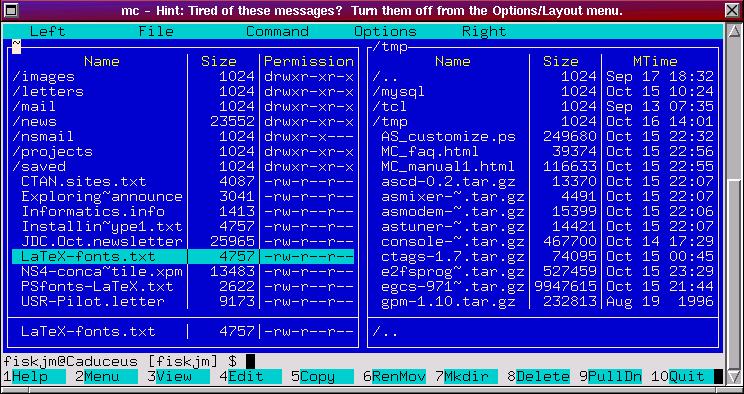 mc - Hint: Tired of these messages?  Turn them off from the Options/Layout menu.
Left File Command Options Right
~ /tmp
Name Size Permission Name Size MTime
/images 1024 drwxr-xr-x /.. 1024 Sep 17 18:32
/letters 1024 drwxr-xr-x /mysql 1024 Oct 15 10:24
/mail 1024 drwxr-xr-x /tcl 1024 Sep 13 07:35
/news 23552 drwxr-xr-x /tmp 1024 Oct 16 14:01
/nsmail 1024 drwxr-x--- AS_customize.ps 249680 Oct 15 22:32
/projects 1024 drwxr-xr-x MC_faq.html 39374 Oct 15 22:56
/saved 1024 drwxr-xr-x MC_manual1.html 116633 Oct 15 22:55
CTAN.sites.txt 4087 -rw-r--r-- ascd-0.2.tar.gz 13370 Oct 15 22:07
Exploring~announce 3041 -rw-r--r-- asmixer-~.tar.gz 4491 Oct 15 22:07
Informatics.info 1413 -rw-r--r-- asmodem-~.tar.gz 15399 Oct 15 22:06
Installin~ype1.txt 4757 -rw-r--r-- astuner-~.tar.gz 14421 Oct 15 22:07
JDC.Oct.newsletter 25965 -rw-r--r-- console-~.tar.gz 467700 Oct 14 17:29
LaTeX-fonts.txt 4757 -rw-r--r-- ctags-1.7.tar.gz 74095 Oct 15 00:45
NS4-conca~tile.xpm 13483 -rw-r--r-- e2fsprog~.tar.gz 527459 Oct 15 23:29
PSfonts-LaTeX.txt 2622 -rw-r--r-- egcs-971~.tar.gz 9947615 Oct 15 21:44
USR-Pilot.letter 9173 -rw-r--r-- gpm-1.10.tar.gz 232813 Aug 19  1996
LaTeX-fonts.txt 4757 -rw-r--r-- /..
fiskjm@Caduceus [fiskjm] $
1Help 2Menu 3View 4Edit 5Copy 6RenMov 7Mkdir 8Delete 9PullDn 10Quit